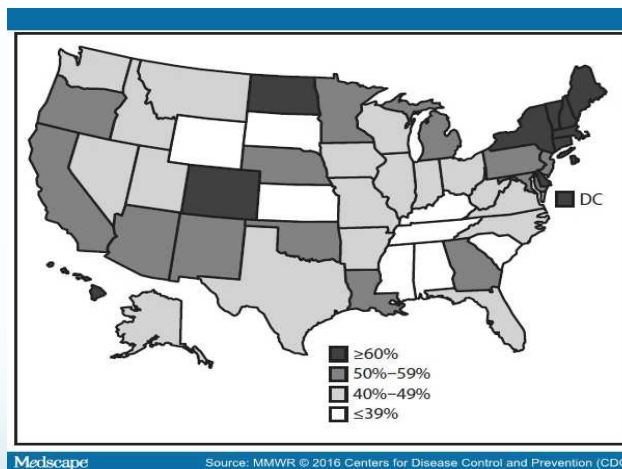 DC
≥60%
50%–59%
40%–49%
≤39%
Medscape
Source: MMWR © 2016 Centers for Disease Control and Prevention (CDC